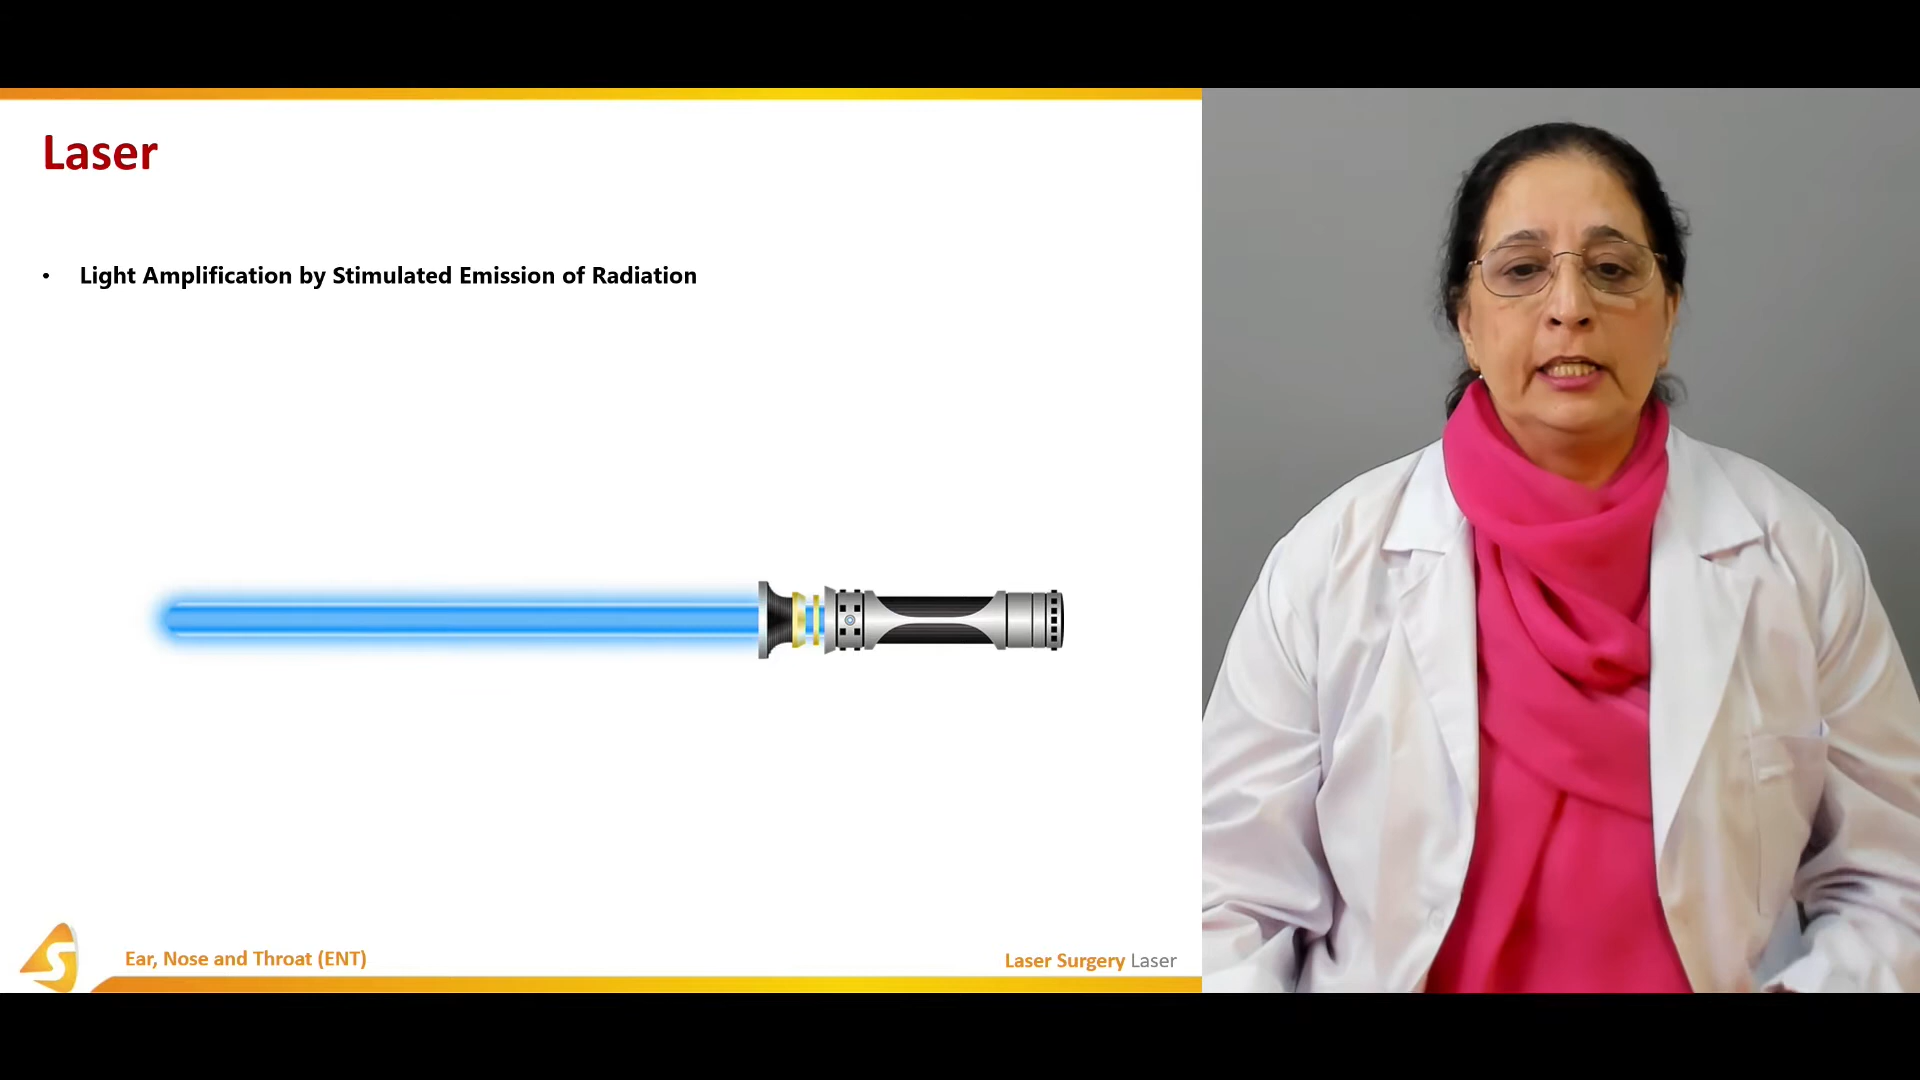 Laser
• Light Amplification by Stimulated Emission of Radiation
S
Ear, Nose and Throat (ENT)
Laser Surgery Laser